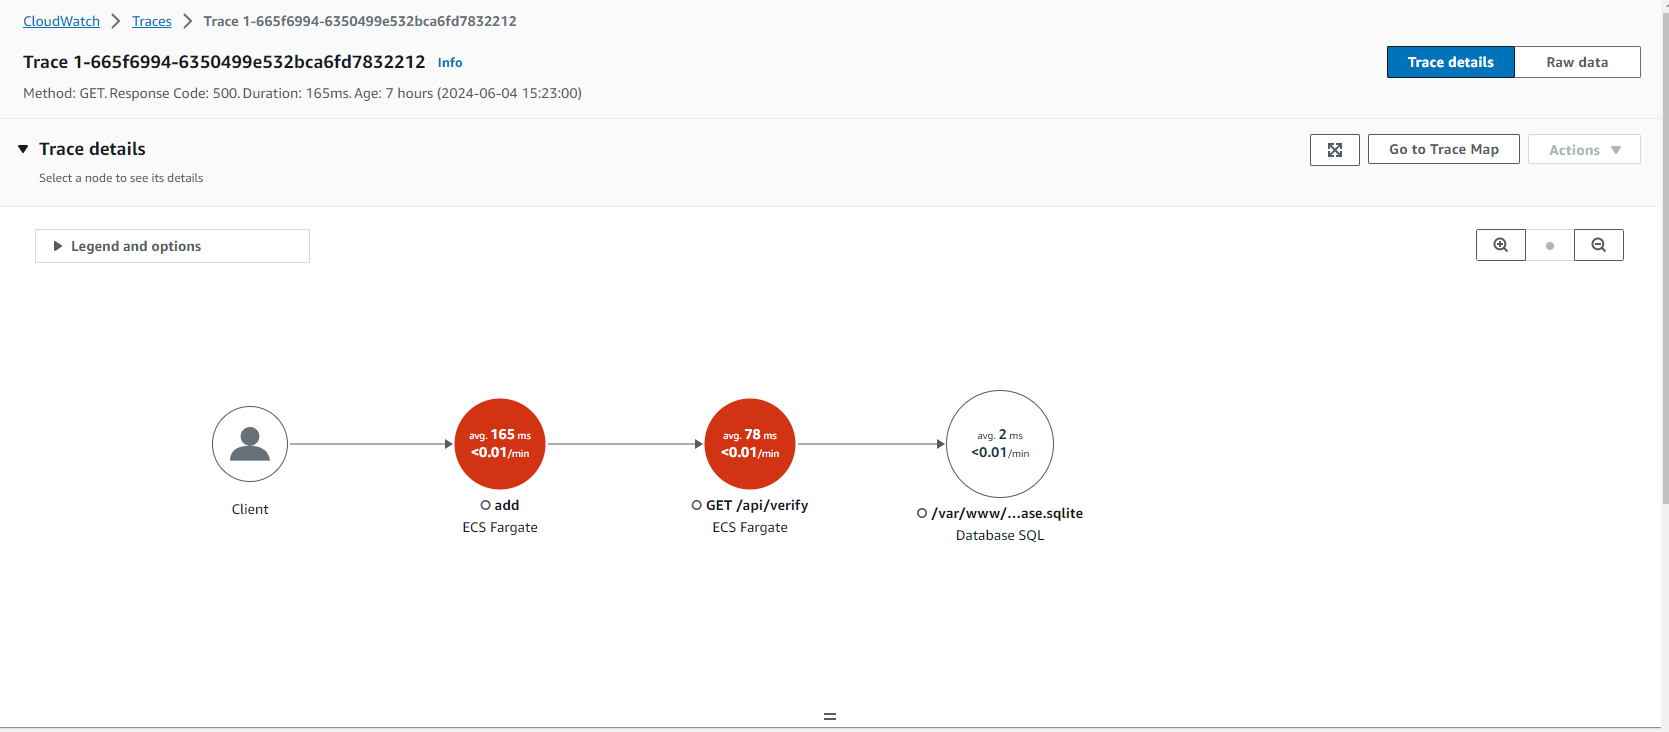 CloudWatch > Traces > Trace 1-665f6994-6350499e532bca6fd7832212
Trace 1-665f6994-6350499e532bca6fd7832212 Info
Trace details Raw data
Method: GET. Response Code: 500. Duration: 165ms. Age: 7 hours (2024-06-04 15:23:00)
Trace details
Go to Trace Map Actions
Select a node to see its details
Legend and options
Client
avg. 165 ms
<0.01/min
add
ECS Fargate
avg. 78 ms
<0.01/min
GET /api/verify
ECS Fargate
avg. 2 ms
<0.01/min
/var/www/...ase.sqlite
Database SQL